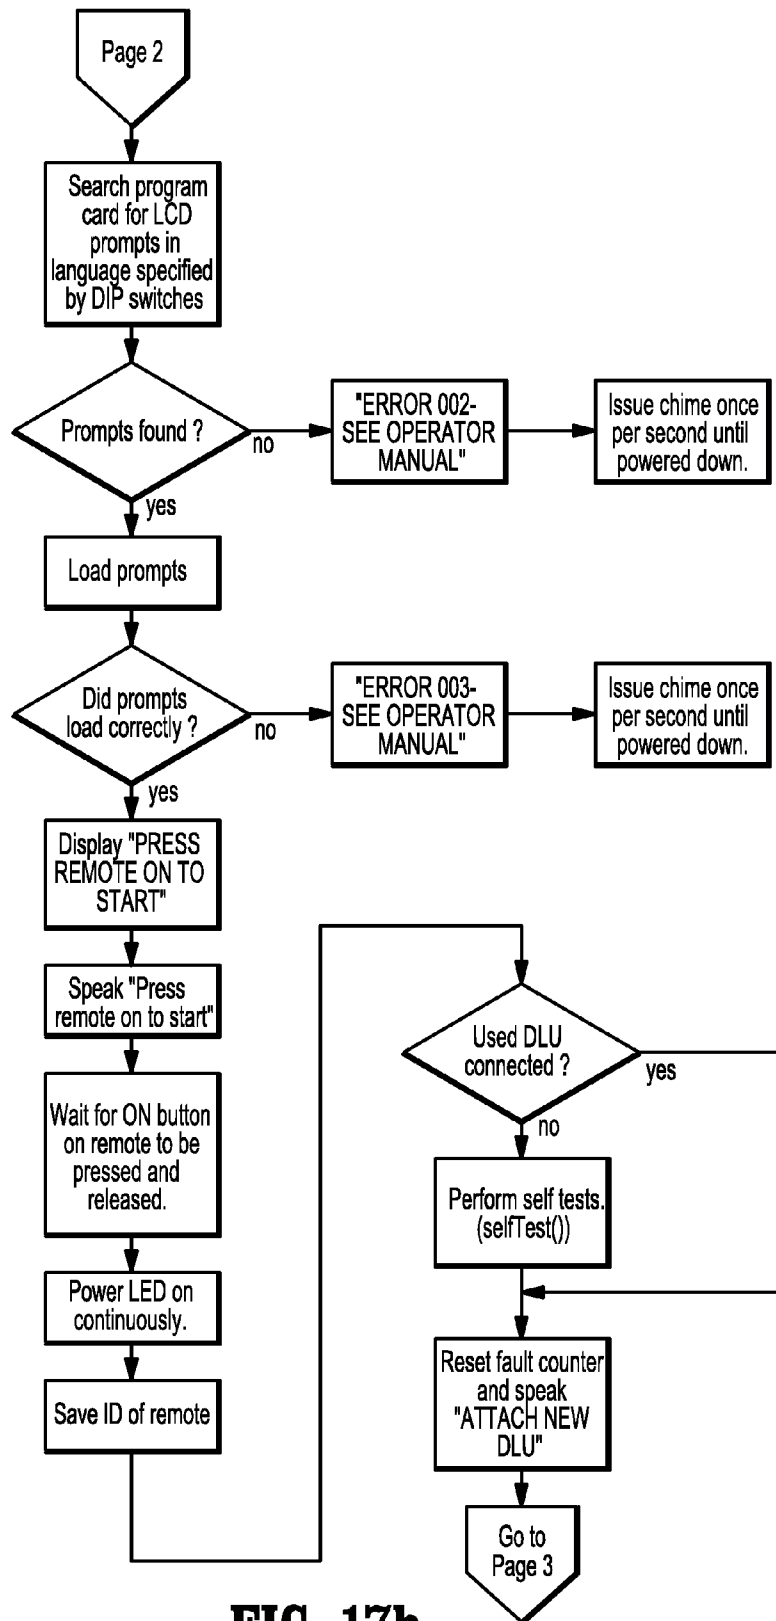 Page 2
Search program
card for LCD
prompts in
language specified
by DIP switches
Prompts found ?
no
"ERROR 002-
SEE OPERATOR
MANUAL"
Issue chime once
per second until
powered down.
yes
Load prompts
Did prompts
load correctly ?
no
"ERROR 003-
SEE OPERATOR
MANUAL"
Issue chime once
per second until
powered down.
yes
Display "PRESS
REMOTE ON TO
START"
Speak "Press
remote on to start"
Wait for ON button
on remote to be
pressed and
released.
Power LED on
continuously.
Save ID of remote
Used DLU
connected ?
yes
no
Perform self tests.
(selfTest())
Reset fault counter
and speak
"ATTACH NEW
DLU"
Go to
Page 3
FIG. 17b